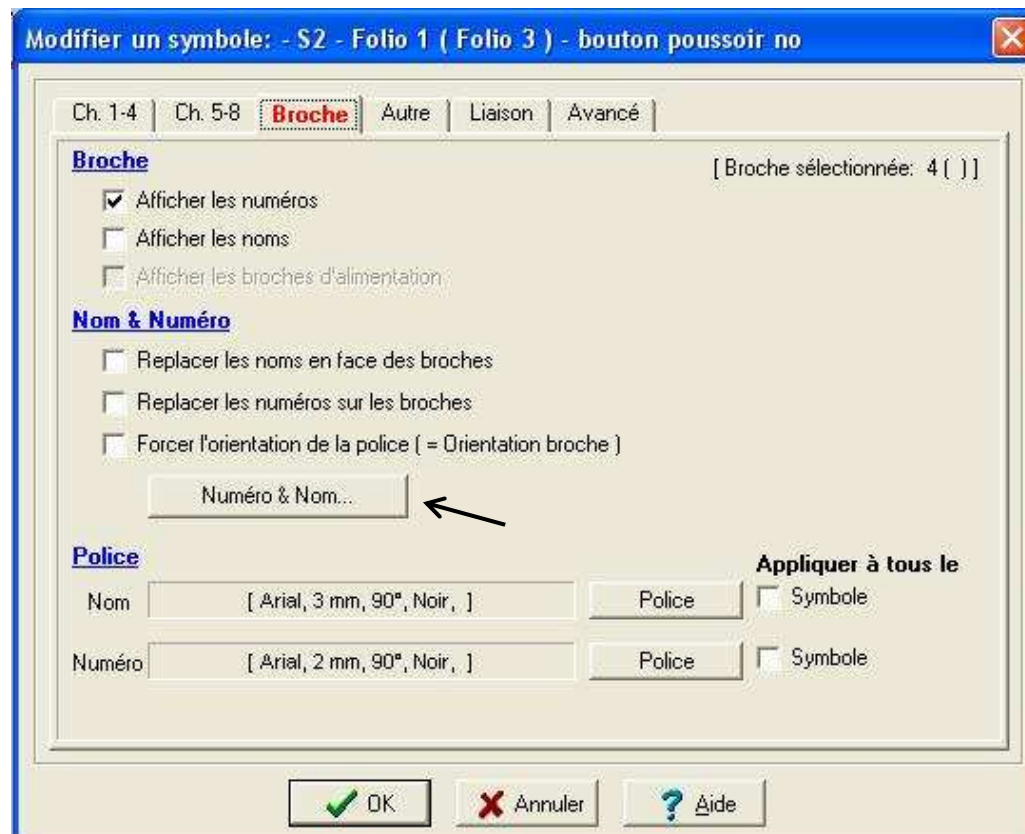 Modifier un symbole: - S2 - Folio 1 ( Folio 3 ) - bouton poussoir no
Ch. 1-4 Ch. 5-8 Broche Autre Liaison Avancé
Broche [ Broche sélectionnée: 4 ( ) ]
Afficher les numéros
Afficher les noms
Afficher les broches d'alimentation
Nom & Numéro
Replacer les noms en face des broches
Replacer les numéros sur les broches
Forcer l'orientation de la police ( = Orientation broche )
Numéro & Nom...
Police Appliquer à tous le
Nom [ Arial, 3 mm, 90°, Noir, ] Police Symbole
Numéro [ Arial, 2 mm, 90°, Noir, ] Police Symbole
OK Annuler Aide